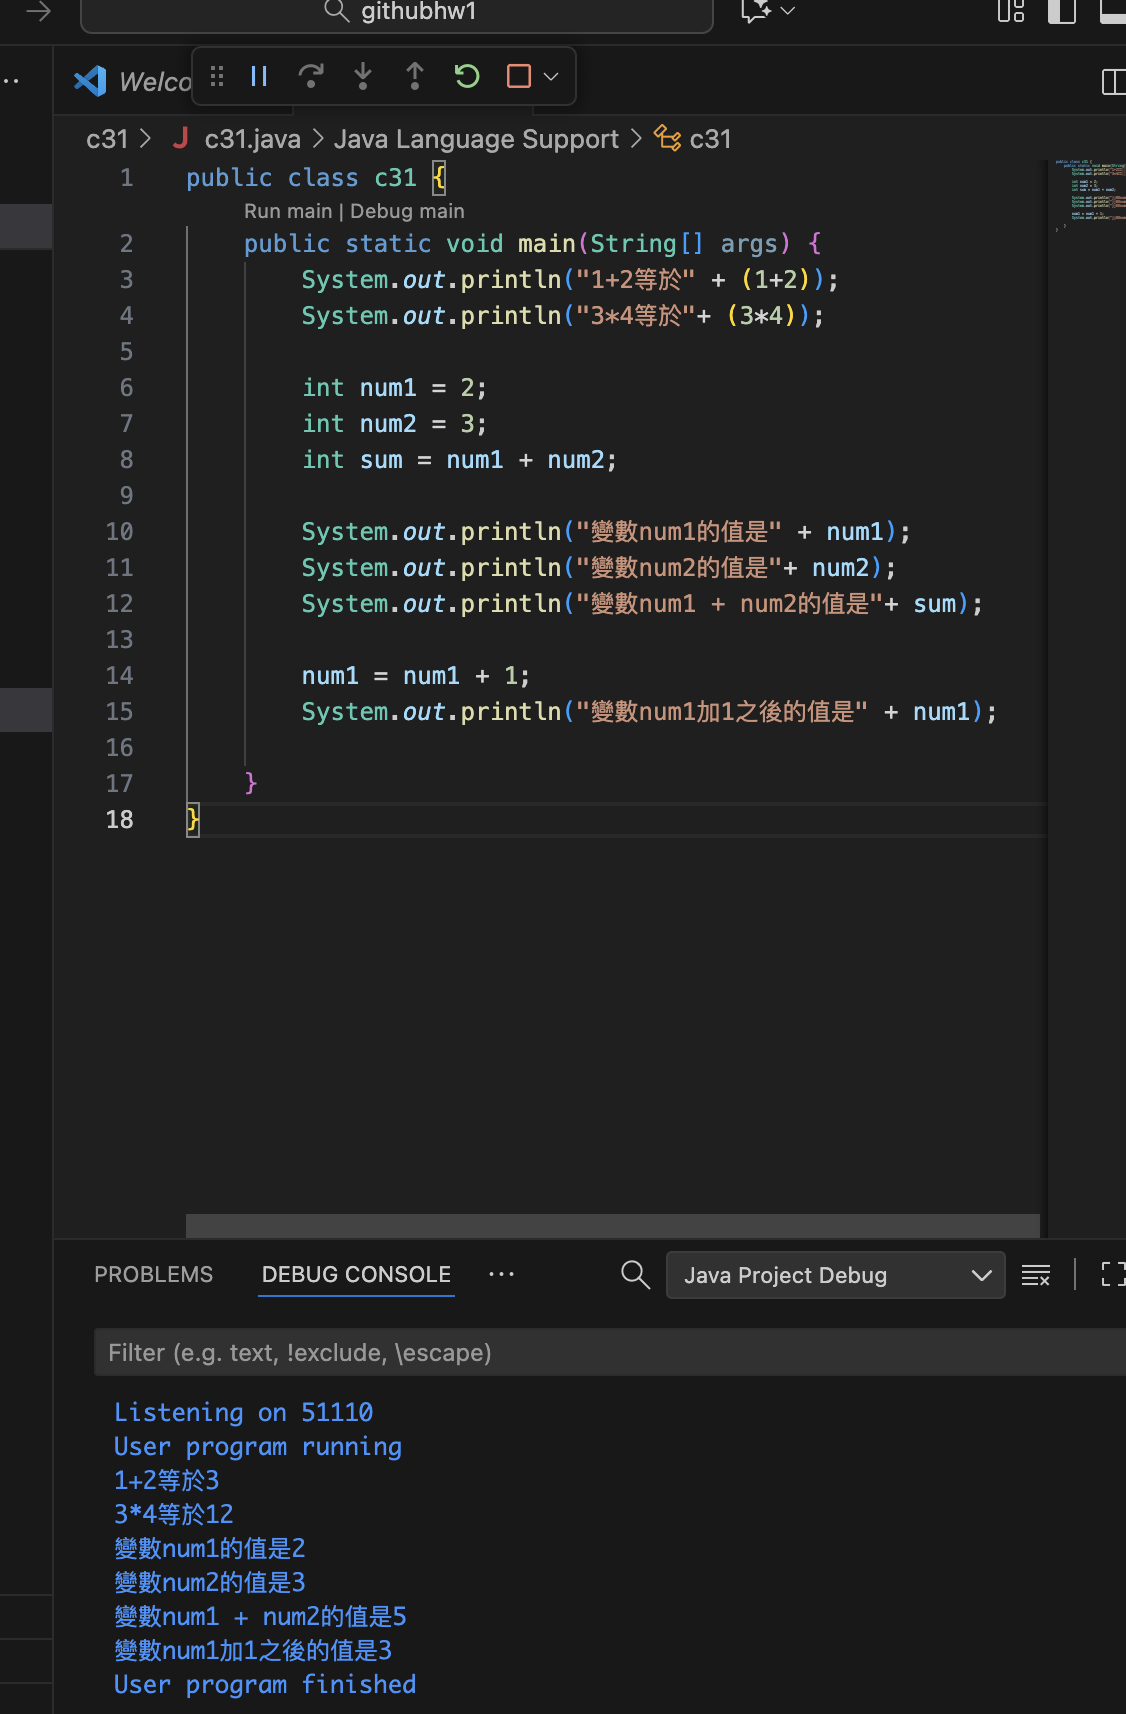 githubhw1
Welco
c31 > J c31.java > Java Language Support > c31
1 public class c31 {
Run main | Debug main
2 public static void main(String[] args) {
3 System.out.println("1+2等於" + (1+2));
4 System.out.println("3*4等於"+ (3*4));
5
6 int num1 = 2;
7 int num2 = 3;
8 int sum = num1 + num2;
9
10 System.out.println("變數num1的值是" + num1);
11 System.out.println("變數num2的值是"+ num2);
12 System.out.println("變數num1 + num2的值是"+ sum);
13
14 num1 = num1 + 1;
15 System.out.println("變數num1加1之後的值是" + num1);
16
17 }
18 }
PROBLEMS DEBUG CONSOLE ··· Java Project Debug
Filter (e.g. text, !exclude, \escape)
Listening on 51110
User program running
1+2等於3
3*4等於12
變數num1的值是2
變數num2的值是3
變數num1 + num2的值是5
變數num1加1之後的值是3
User program finished